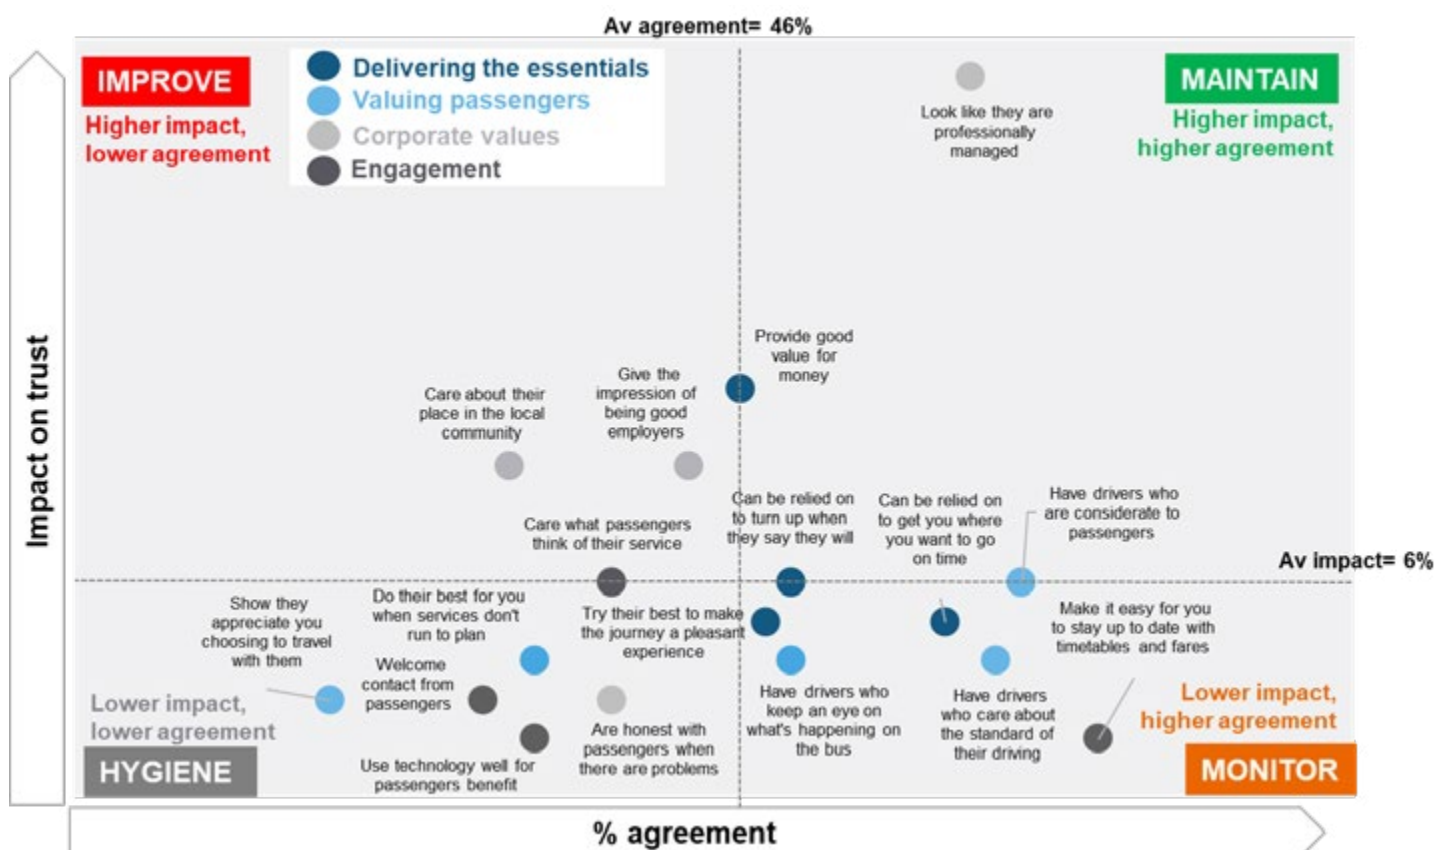 Av agreement= 46%
IMPROVE
Higher impact,
lower agreement
Delivering the essentials
Valuing passengers
Corporate values
Engagement
Look like they are
professionally
managed
MAINTAIN
Higher impact,
higher agreement
Impact on trust
Provide good
value for
money
Care about their
place in the local
community
Give the
impression of
being good
employers
Care what passengers
think of their service
Can be relied on
to turn up when
they say they will
Can be relied on
to get you where
you want to go
on time
Have drivers who
are considerate to
passengers
Av impact= 6%
Show they
appreciate you
choosing to travel
with them
Do their best for you
when services don't
run to plan
Welcome
contact from
passengers
Try their best to make
the journey a pleasant
experience
Make it easy for you
to stay up to date with
timetables and fares
Use technology well for
passengers benefit
Are honest with
passengers when
there are problems
Have drivers who
keep an eye on
what's happening on
the bus
Have drivers
who care about
the standard of
their driving
Lower impact,
lower agreement
HYGIENE
Lower impact,
higher agreement
MONITOR
% agreement